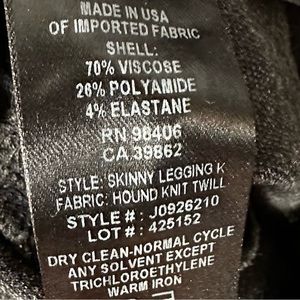 MADE IN USA
OF IMPORTED FABRIC
SHELL:
70% VISCOSE
26% POLYAMIDE
4% ELASTANE
RN 96406
CA 39862
STYLE: SKINNY LEGGING K
FABRIC: HOUND KNIT TWILL
STYLE # : J0926210
LOT # : 425152
DRY CLEAN-NORMAL CYCLE
ANY SOLVENT EXCEPT
TRICHLOROETHYLENE
WARM IRON